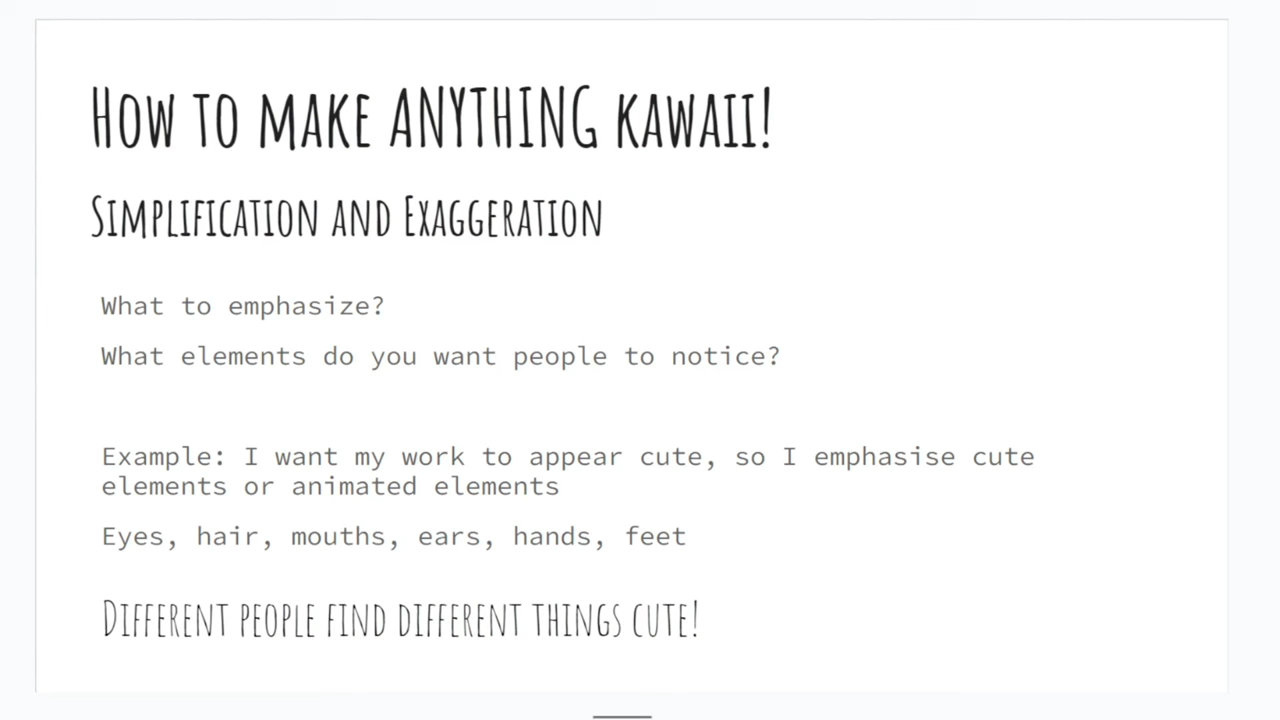 How to make ANYTHING kawaii!
Simplification and Exaggeration
What to emphasize?
What elements do you want people to notice?
Example: I want my work to appear cute, so I emphasise cute
elements or animated elements
Eyes, hair, mouths, ears, hands, feet
Different people find different things cute!